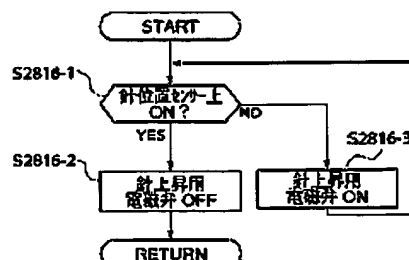 START
S2816-1
針位置センサー上
ON?
NO
YES
S2816-2
S2816-3
針上昇用
電磁弁 OFF
針上昇用
電磁弁 ON
RETURN